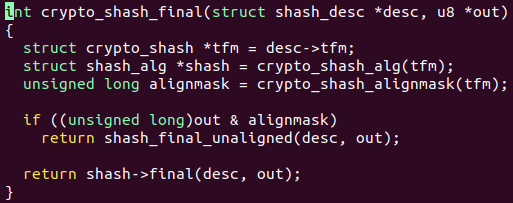 int crypto_shash_final(struct shash_desc *desc, u8 *out)
{
  struct crypto_shash *tfm = desc->tfm;
  struct shash_alg *shash = crypto_shash_alg(tfm);
  unsigned long alignmask = crypto_shash_alignmask(tfm);

  if ((unsigned long)out & alignmask)
    return shash_final_unaligned(desc, out);

  return shash->final(desc, out);
}